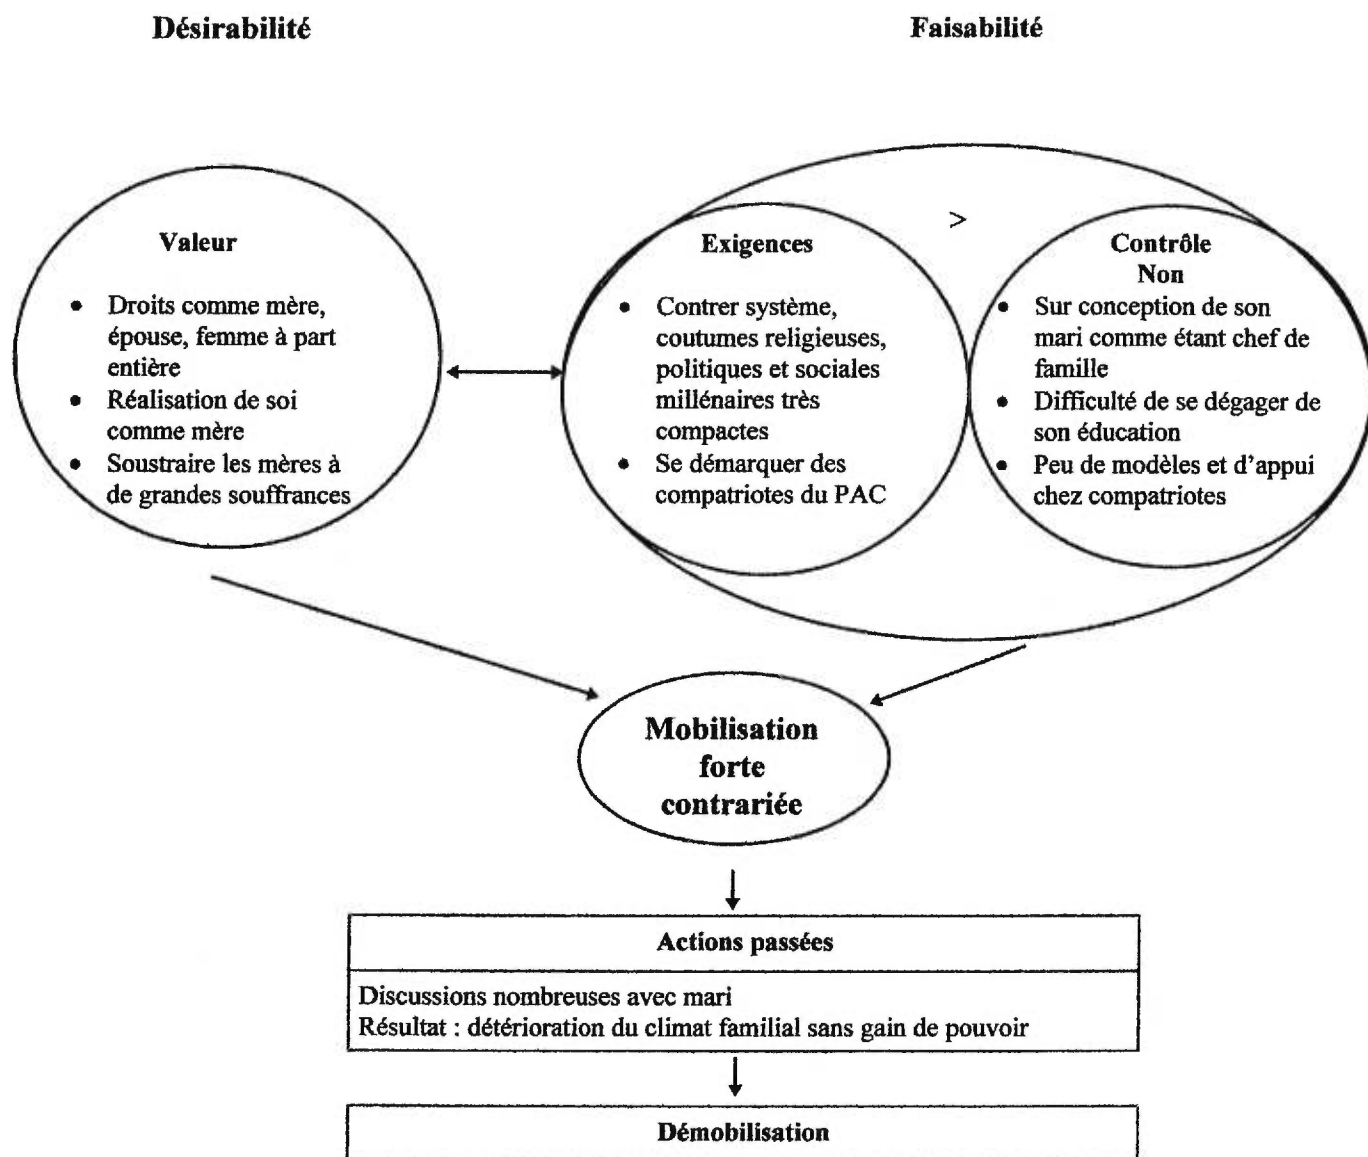 Désirabilité
Faisabilité
Valeur
• Droits comme mère,
épouse, femme à part
entière
• Réalisation de soi
comme mère
• Soustraire les mères à
de grandes souffrances
>
Exigences
• Contrer système,
coutumes religieuses,
politiques et sociales
millénaires très
compactes
• Se démarquer des
compatriotes du PAC
Contrôle
Non
• Sur conception de son
mari comme étant chef de
famille
• Difficulté de se dégager de
son éducation
• Peu de modèles et d'appui
chez compatriotes
Mobilisation
forte
contrariée
Actions passées
Discussions nombreuses avec mari
Résultat : détérioration du climat familial sans gain de pouvoir
Démobilisation